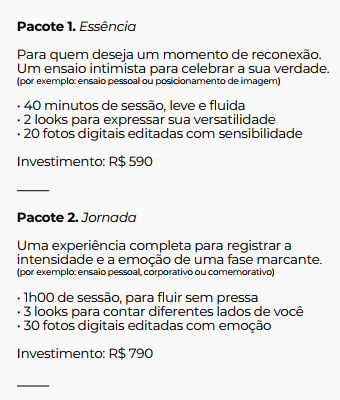 Pacote 1. Essência
Para quem deseja um momento de reconexão.
Um ensaio intimista para celebrar a sua verdade.
(por exemplo: ensaio pessoal ou posicionamento de imagem)
• 40 minutos de sessão, leve e fluida
• 2 looks para expressar sua versatilidade
• 20 fotos digitais editadas com sensibilidade
Investimento: R$ 590
Pacote 2. Jornada
Uma experiência completa para registrar a
intensidade e a emoção de uma fase marcante.
(por exemplo: ensaio pessoal, corporativo ou comemorativo)
• 1h00 de sessão, para fluir sem pressa
• 3 looks para contar diferentes lados de você
• 30 fotos digitais editadas com emoção
Investimento: R$ 790